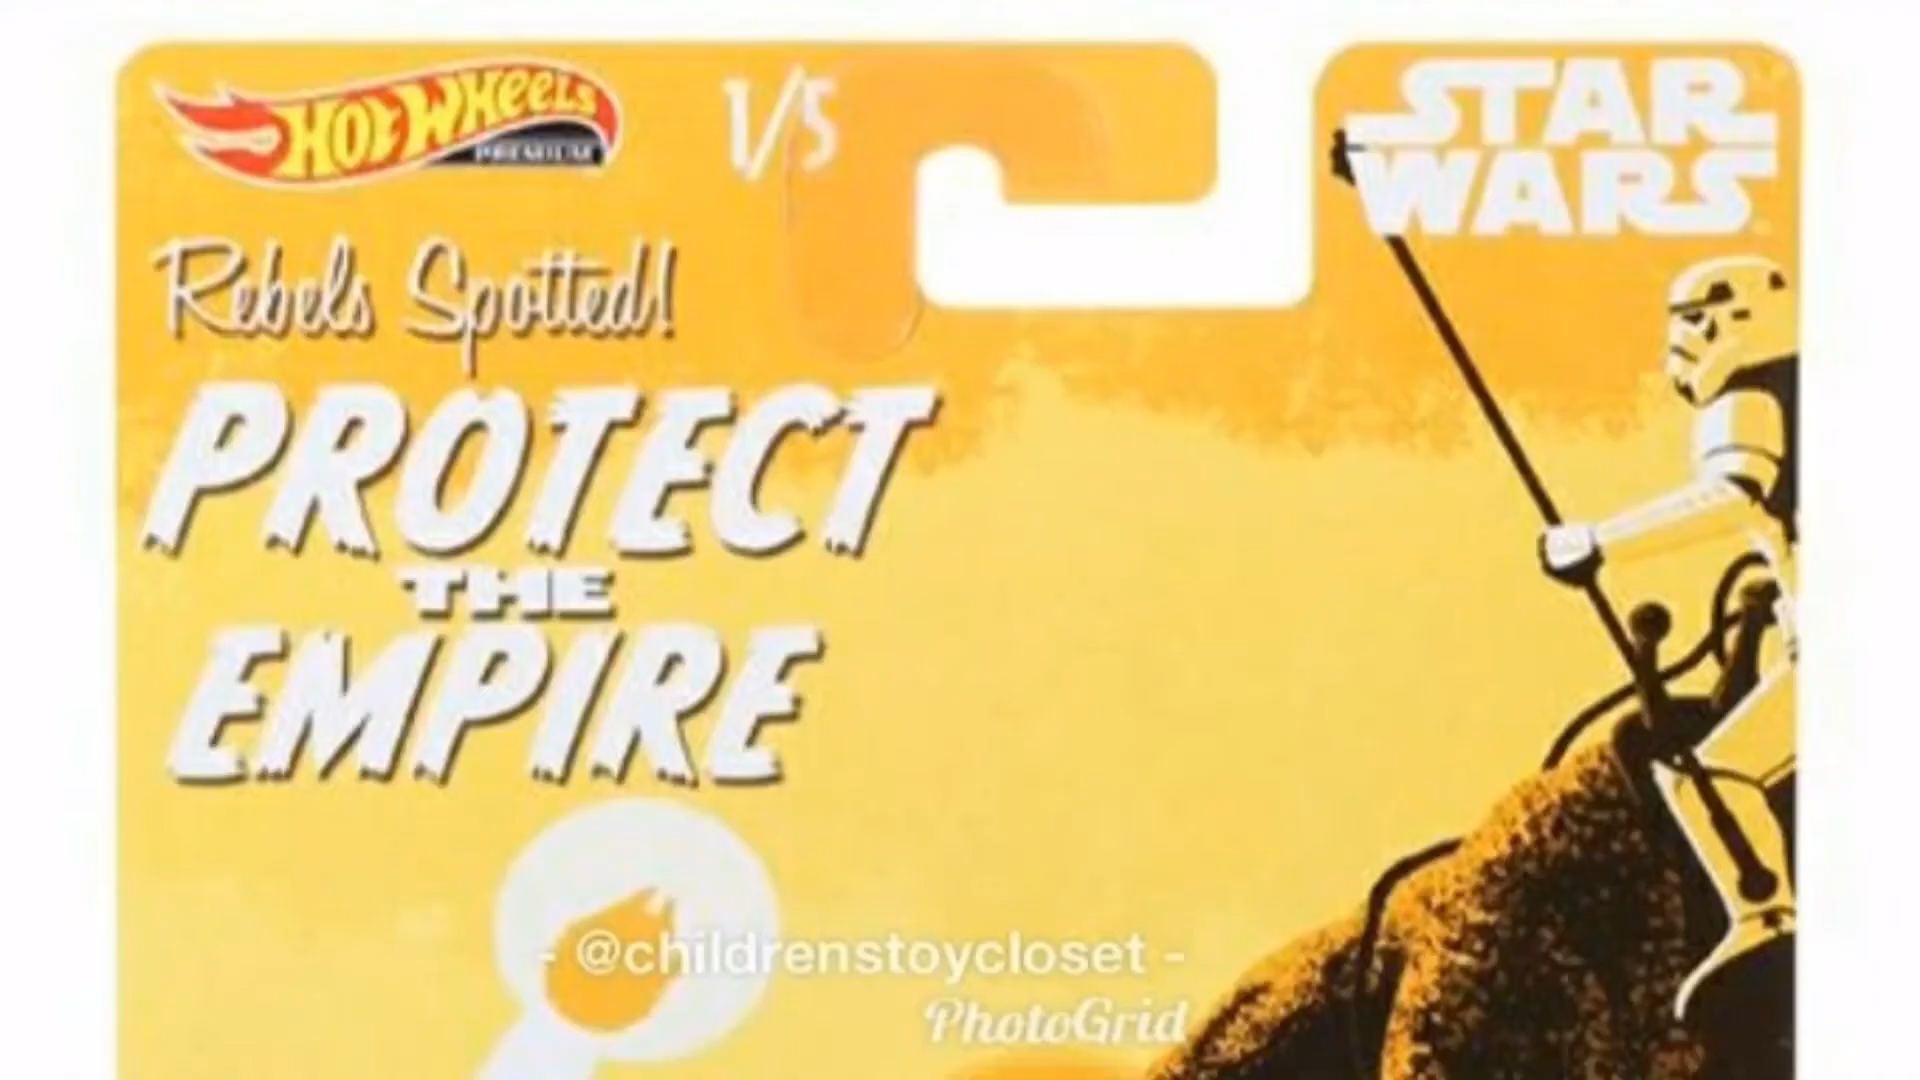 HOT WHEELS
PREMIUM
1/5
STAR
WARS
Rebels Spotted!
PROTECT
THE
EMPIRE
- @childrenstoycloset -
PhotoGrid